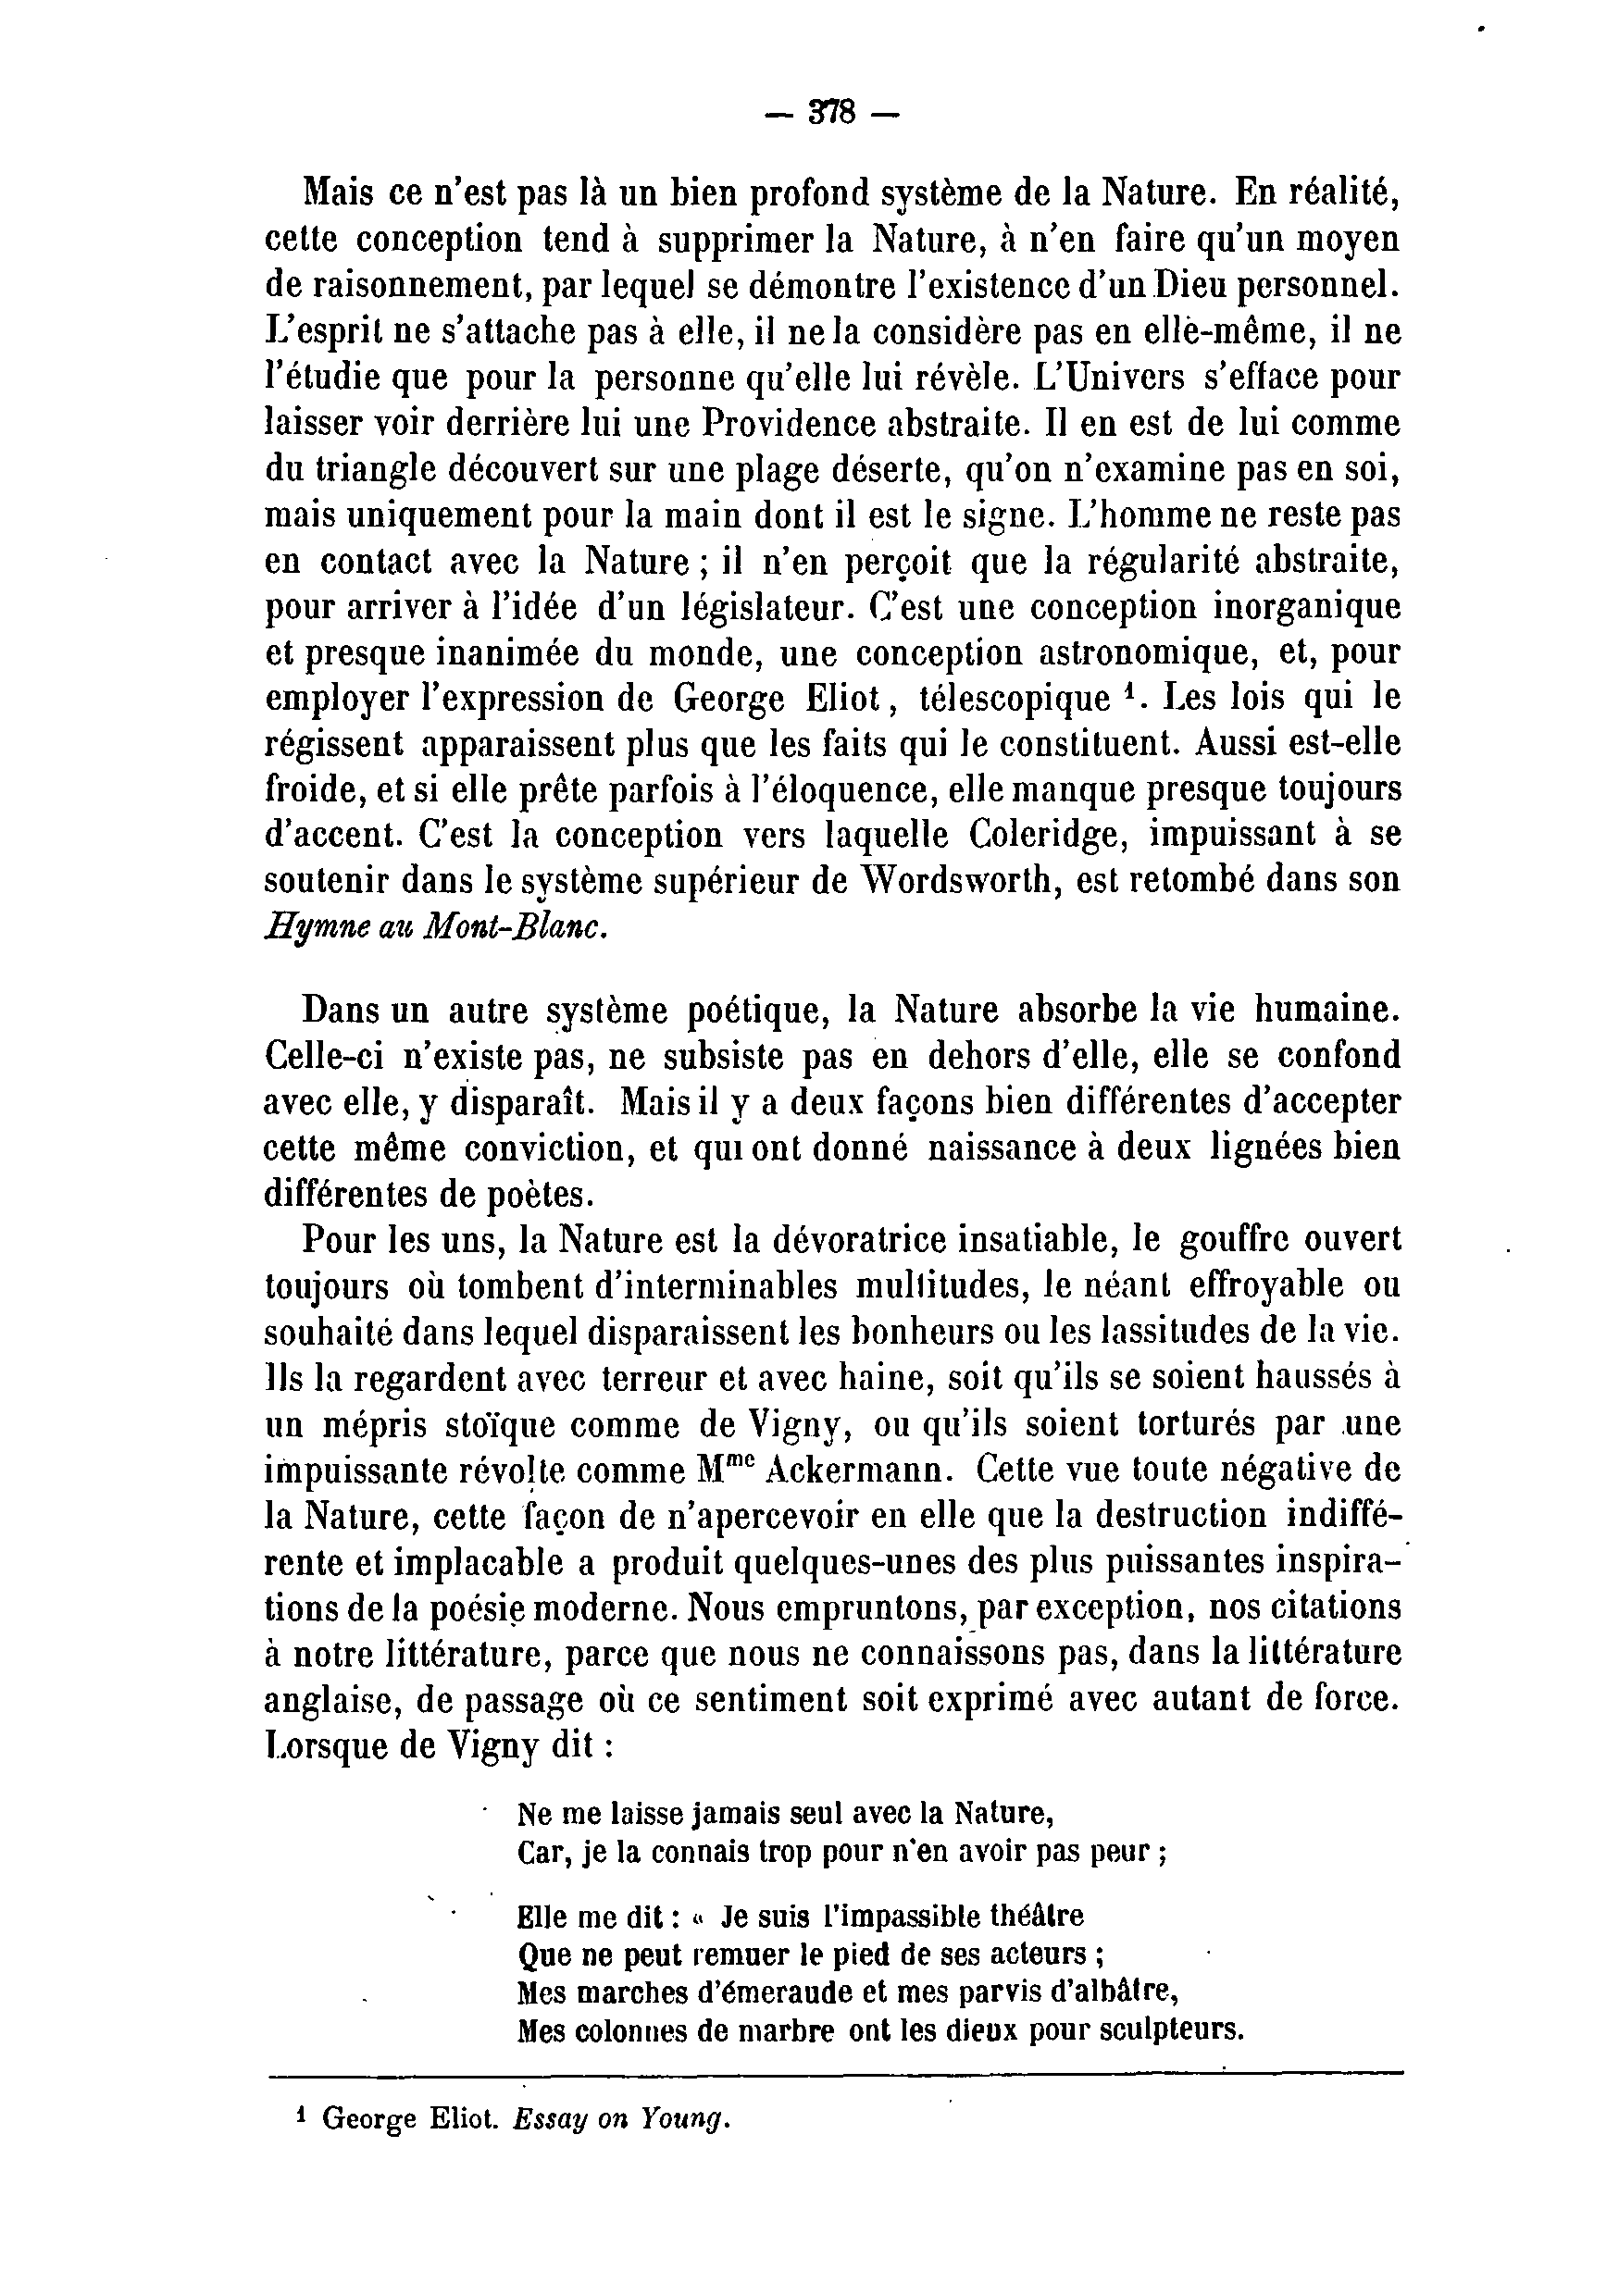 — 378 —
Mais ce n'est pas là un bien profond système de la Nature. En réalité,
cette conception tend à supprimer la Nature, à n'en faire qu'un moyen
de raisonnement, par lequel se démontre l'existence d'un Dieu personnel.
L'esprit ne s'attache pas à elle, il ne la considère pas en elle-même, il ne
l'étudie que pour la personne qu'elle lui révèle. L'Univers s'efface pour
laisser voir derrière lui une Providence abstraite. Il en est de lui comme
du triangle découvert sur une plage déserte, qu'on n'examine pas en soi,
mais uniquement pour la main dont il est le signe. L'homme ne reste pas
en contact avec la Nature ; il n'en perçoit que la régularité abstraite,
pour arriver à l'idée d'un législateur. C'est une conception inorganique
et presque inanimée du monde, une conception astronomique, et, pour
employer l'expression de George Eliot, télescopique ¹. Les lois qui le
régissent apparaissent plus que les faits qui le constituent. Aussi est-elle
froide, et si elle prête parfois à l'éloquence, elle manque presque toujours
d'accent. C'est la conception vers laquelle Coleridge, impuissant à se
soutenir dans le système supérieur de Wordsworth, est retombé dans son
Hymne au Mont-Blanc.
Dans un autre système poétique, la Nature absorbe la vie humaine.
Celle-ci n'existe pas, ne subsiste pas en dehors d'elle, elle se confond
avec elle, y disparaît. Mais il y a deux façons bien différentes d'accepter
cette même conviction, et qui ont donné naissance à deux lignées bien
différentes de poètes.
Pour les uns, la Nature est la dévoratrice insatiable, le gouffre ouvert
toujours où tombent d'interminables multitudes, le néant effroyable ou
souhaité dans lequel disparaissent les bonheurs ou les lassitudes de la vie.
Ils la regardent avec terreur et avec haine, soit qu'ils se soient haussés à
un mépris stoïque comme de Vigny, ou qu'ils soient torturés par une
impuissante révolte comme Mme Ackermann. Cette vue toute négative de
la Nature, cette façon de n'apercevoir en elle que la destruction indiffé-
rente et implacable a produit quelques-unes des plus puissantes inspira-
tions de la poésie moderne. Nous empruntons, par exception, nos citations
à notre littérature, parce que nous ne connaissons pas, dans la littérature
anglaise, de passage où ce sentiment soit exprimé avec autant de force.
Lorsque de Vigny dit :
Ne me laisse jamais seul avec la Nature,
Car, je la connais trop pour n'en avoir pas peur ;
Elle me dit : « Je suis l'impassible théâtre
Que ne peut remuer le pied de ses acteurs ;
Mes marches d'émeraude et mes parvis d'albâtre,
Mes colonnes de marbre ont les dieux pour sculpteurs.
¹ George Eliot. Essay on Young.